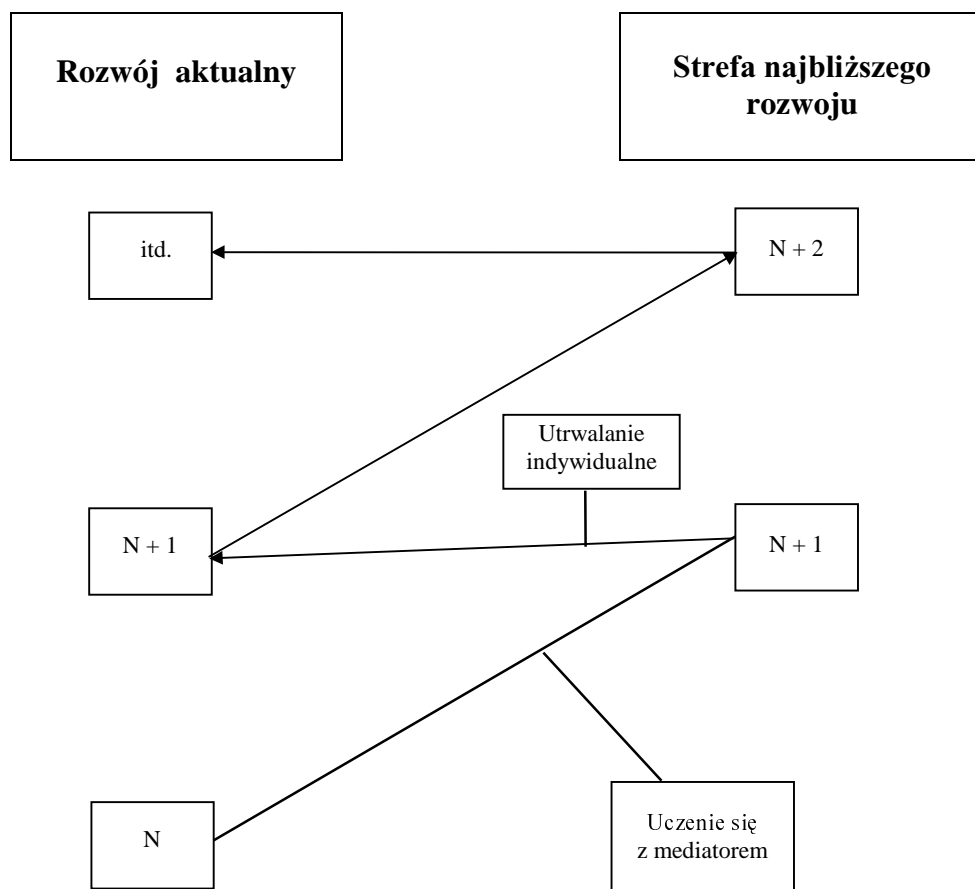 Rozwój aktualny
Strefa najbliższego
rozwoju
itd.
N + 2
Utrwalanie
indywidualne
N + 1
N + 1
N
Uczenie się
z mediatorem